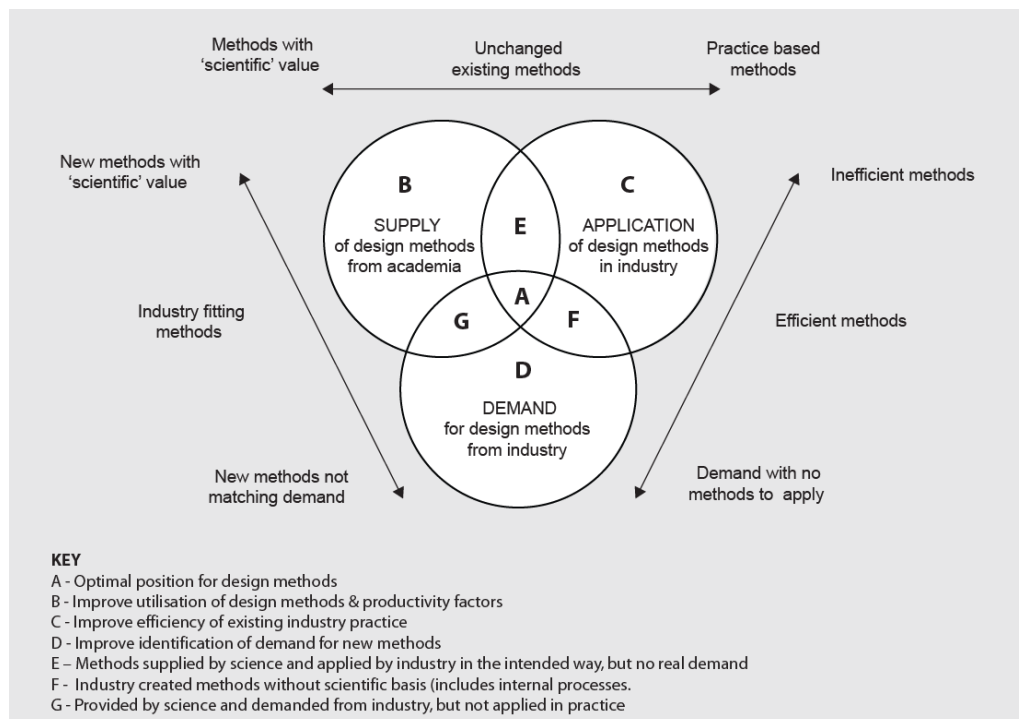 Methods with
‘scientific’ value
Unchanged
existing methods
Practice based
methods
New methods with
‘scientific’ value
Inefficient methods
B
SUPPLY
of design methods
from academia
E
C
APPLICATION
of design methods
in industry
A
G
F
Industry fitting
methods
Efficient methods
D
DEMAND
for design methods
from industry
New methods not
matching demand
Demand with no
methods to apply
KEY
A - Optimal position for design methods
B - Improve utilisation of design methods & productivity factors
C - Improve efficiency of existing industry practice
D - Improve identification of demand for new methods
E – Methods supplied by science and applied by industry in the intended way, but no real demand
F - Industry created methods without scientific basis (includes internal processes.
G - Provided by science and demanded from industry, but not applied in practice